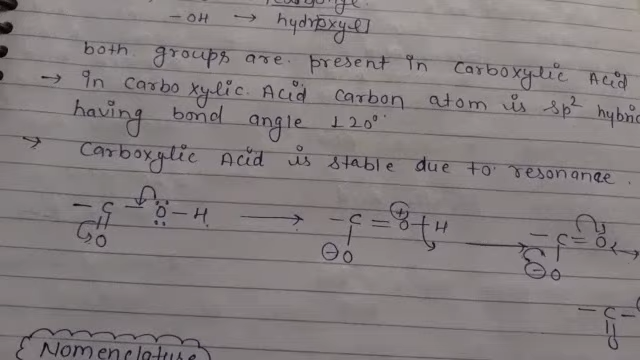 -OH → hydroxyl
both groups are present in carboxylic Acid
→ In carboxylic Acid carbon atom is sp² hybrid
having bond angle 120°
→ Carboxylic Acid is stable due to resonance.
-C-O-H → -C=O-H → -C=O
O O O
-C-
O
Nomenclature